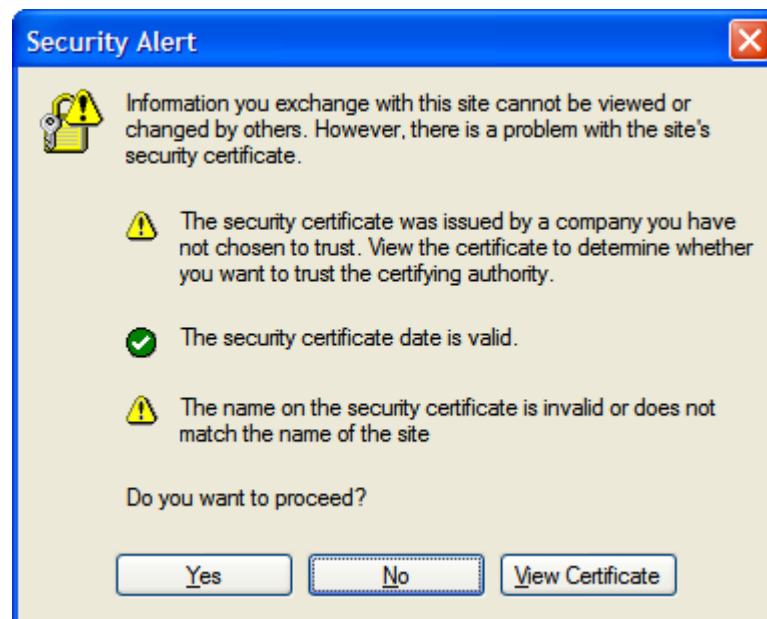 Security Alert
Information you exchange with this site cannot be viewed or
changed by others. However, there is a problem with the site's
security certificate.
The security certificate was issued by a company you have
not chosen to trust. View the certificate to determine whether
you want to trust the certifying authority.
The security certificate date is valid.
The name on the security certificate is invalid or does not
match the name of the site
Do you want to proceed?
Yes No View Certificate